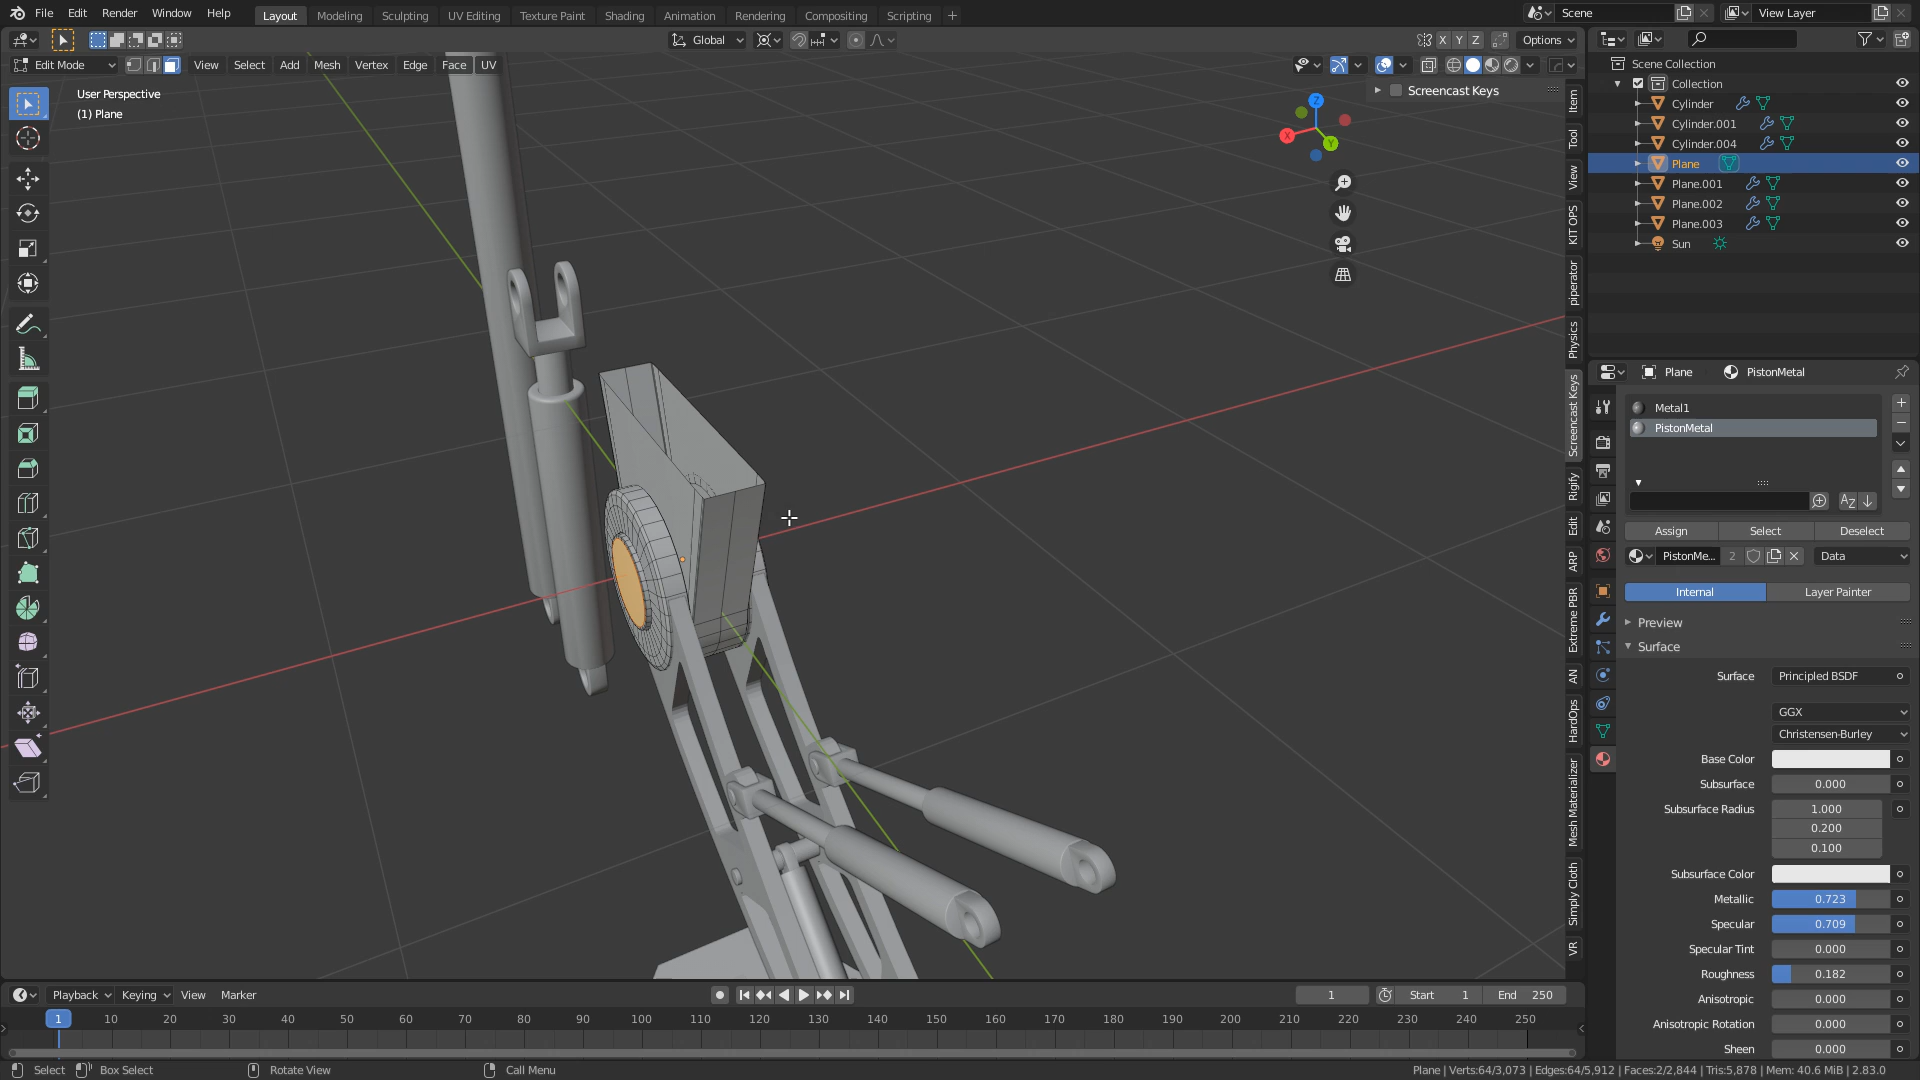 File Edit Render Window Help Layout Modeling Sculpting UV Editing Texture Paint Shading Animation Rendering Compositing Scripting + Scene View Layer
Global X Y Z Options
Edit Mode View Select Add Mesh Vertex Edge Face UV
User Perspective
(1) Plane
Screencast Keys
Z
X
Y
Item
Tool
View
KIT OPS
piperator
Physics
Screencast Keys
Rigify
Edit
ARP
Extreme PBR
AN
HardOps
Mesh Materializer
Simply Cloth
VR
Scene Collection
Collection
Cylinder
Cylinder.001
Cylinder.004
Plane
Plane.001
Plane.002
Plane.003
Sun
Plane PistonMetal
Metal1
PistonMetal
Assign Select Deselect
PistonMe... 2 Data
Internal Layer Painter
Preview
Surface
Surface Principled BSDF
GGX
Christensen-Burley
Base Color
Subsurface 0.000
Subsurface Radius 1.000
0.200
0.100
Subsurface Color
Metallic 0.723
Specular 0.709
Specular Tint 0.000
Roughness 0.182
Anisotropic 0.000
Anisotropic Rotation 0.000
Sheen 0.000
Playback Keying View Marker 1 Start 1 End 250
1 10 20 30 40 50 60 70 80 90 100 110 120 130 140 150 160 170 180 190 200 210 220 230 240 250
Select Box Select Rotate View Call Menu Plane | Verts:64/3,073 | Edges:64/5,912 | Faces:2/2,844 | Tris:5,878 | Mem: 40.6 MiB | 2.83.0